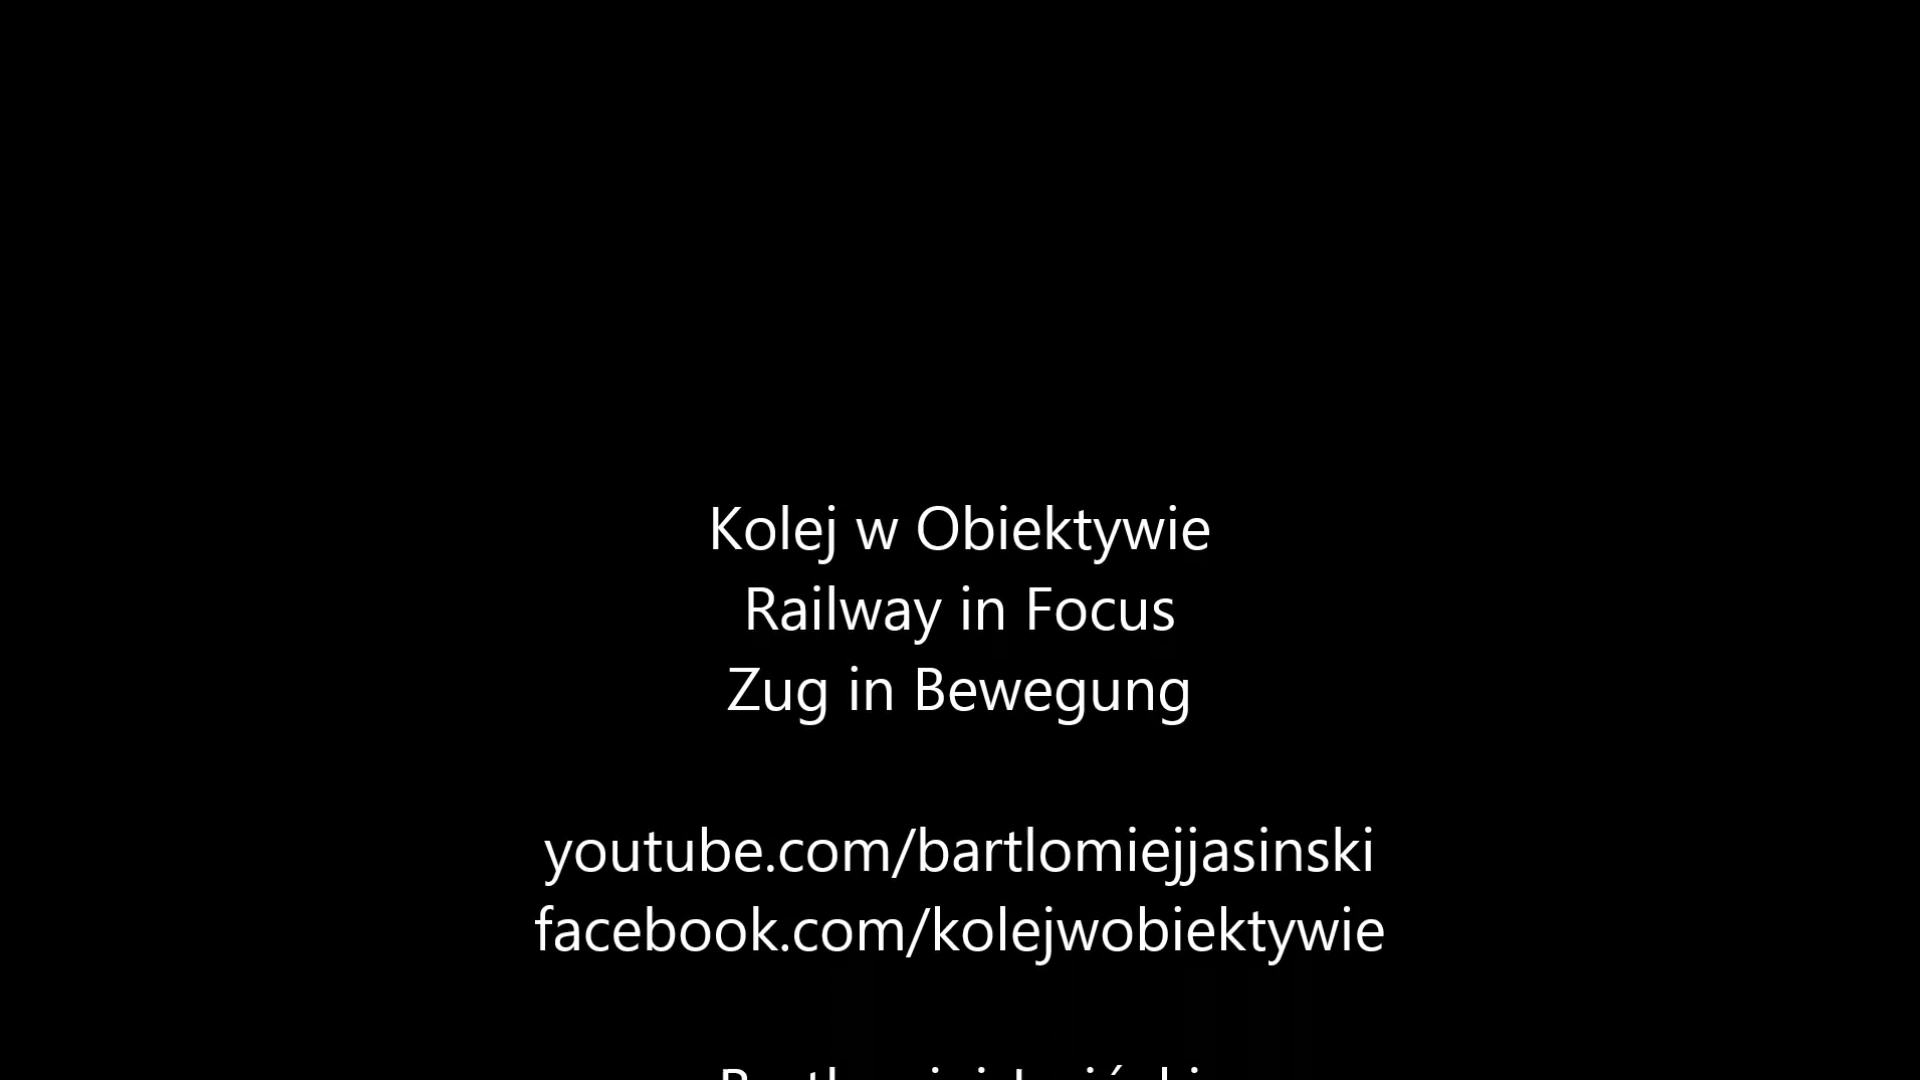 Kolej w Obiektywie
Railway in Focus
Zug in Bewegung
youtube.com/bartlomiejjasinski
facebook.com/kolejwobiektywie